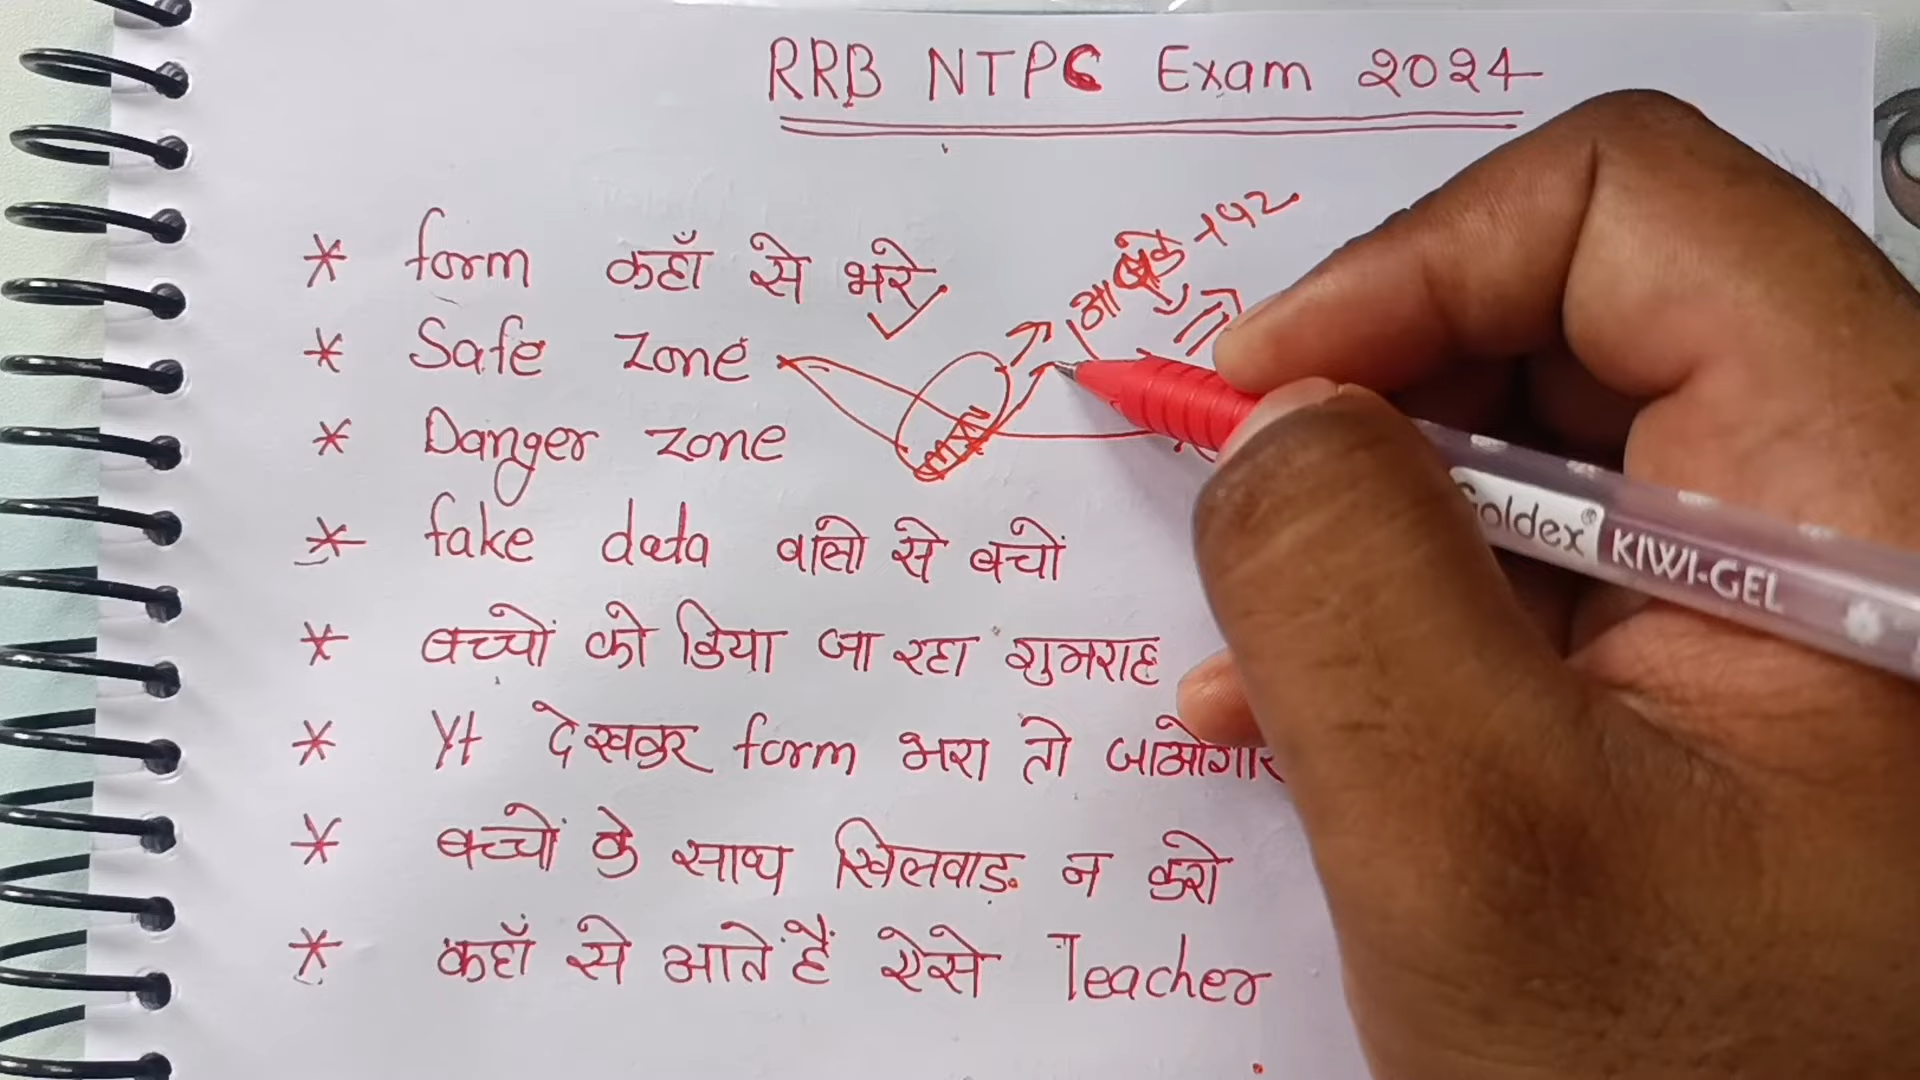 RRB NTPC Exam 2024
* form कहाँ से भरे
* Safe zone
* Danger zone
* fake data वालो से बचों
* बच्चों को डिया जा रहा गुमराह
* Yt देखकर form भरा तो
* बच्चों के साथ खिलवाड़ न करो
* कहाँ से आते हैं ऐसे Teacher
Goldex® KIWI-GEL